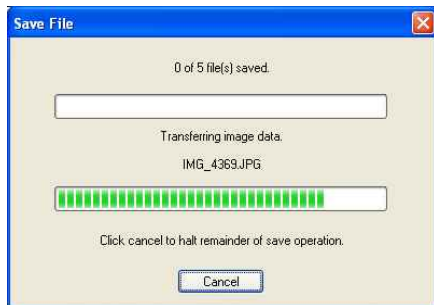 Save File
0 of 5 file(s) saved.
Transferring image data.
IMG_4369.JPG
Click cancel to halt remainder of save operation.
Cancel